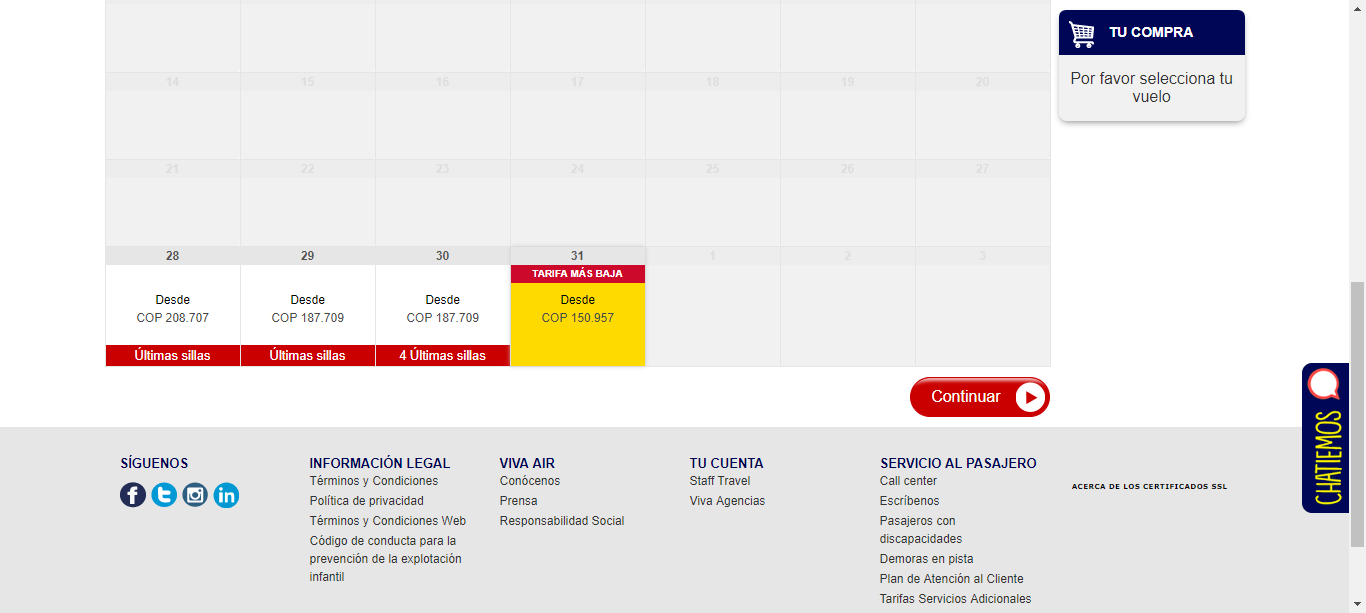 TU COMPRA
Por favor selecciona tu
vuelo
14 15 16 17 18 19 20
21 22 23 24 25 26 27
28 29 30 31 1 2 3
TARIFA MÁS BAJA
Desde Desde Desde Desde
COP 208.707 COP 187.709 COP 187.709 COP 150.957
Últimas sillas Últimas sillas 4 Últimas sillas
Continuar
CHATIEMOS
SÍGUENOS
INFORMACIÓN LEGAL
Términos y Condiciones
Política de privacidad
Términos y Condiciones Web
Código de conducta para la
prevención de la explotación
infantil
VIVA AIR
Conócenos
Prensa
Responsabilidad Social
TU CUENTA
Staff Travel
Viva Agencias
SERVICIO AL PASAJERO
Call center
Escríbenos
Pasajeros con
discapacidades
Demoras en pista
Plan de Atención al Cliente
Tarifas Servicios Adicionales
ACERCA DE LOS CERTIFICADOS SSL